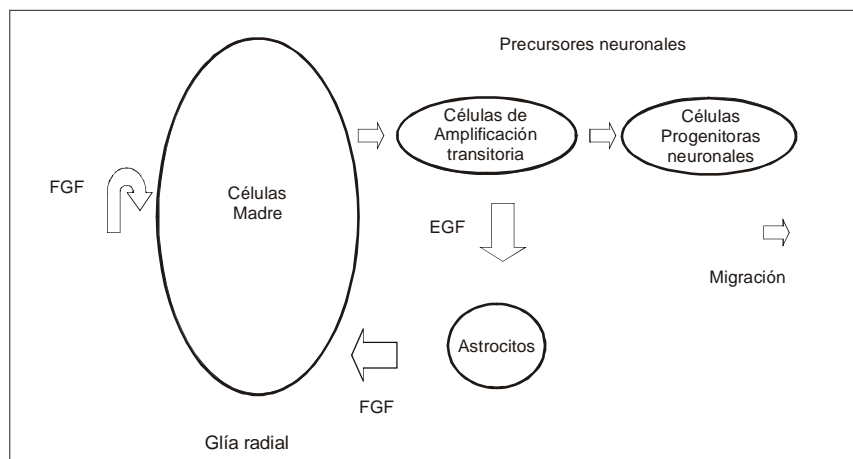 Precursores neuronales
Células de
Amplificación
transitoria
Células
Progenitoras
neuronales
FGF
Células
Madre
EGF
Migración
Astrocitos
FGF
Glía radial